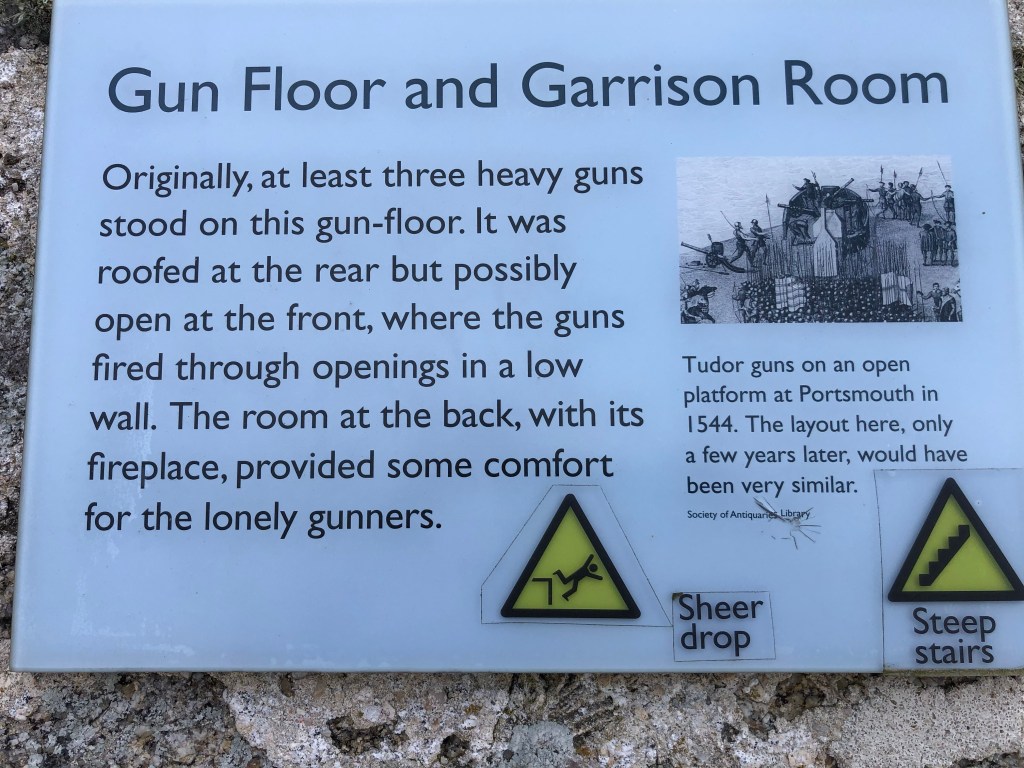 Gun Floor and Garrison Room
Originally, at least three heavy guns
stood on this gun-floor. It was
roofed at the rear but possibly
open at the front, where the guns
fired through openings in a low
wall. The room at the back, with its
fireplace, provided some comfort
for the lonely gunners.
Tudor guns on an open
platform at Portsmouth in
1544. The layout here, only
a few years later, would have
been very similar.
Society of Antiquaries Library
Sheer
drop
Steep
stairs